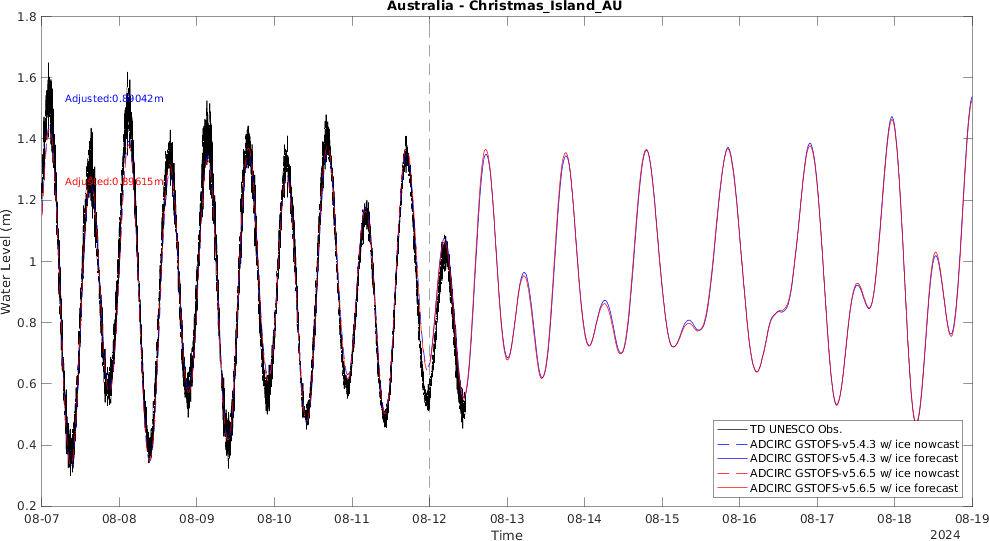 Australia - Christmas_Island_AU
1.8
1.6
1.4
1.2
1
0.8
0.6
0.4
0.2
Water Level (m)
Adjusted:0.89042m
Adjusted:0.89615m
TD UNESCO Obs.
ADCIRC GSTOFS-v5.4.3 w/ ice nowcast
ADCIRC GSTOFS-v5.4.3 w/ ice forecast
ADCIRC GSTOFS-v5.6.5 w/ ice nowcast
ADCIRC GSTOFS-v5.6.5 w/ ice forecast
08-07 08-08 08-09 08-10 08-11 08-12 08-13 08-14 08-15 08-16 08-17 08-18 08-19
Time
2024